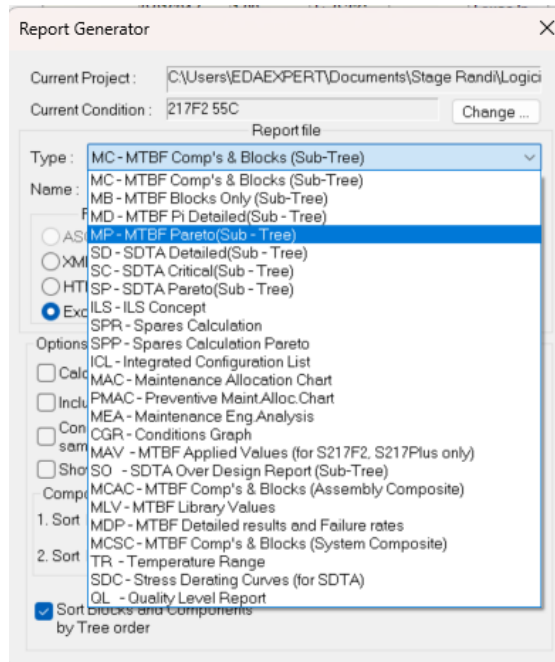 Report Generator
Current Project :
C:\Users\EDAEXPERT\Documents\Stage Randi\Logici
Current Condition :
217F2 55C
Change ...
Report file
Type :
MC - MTBF Comp's & Blocks (Sub-Tree)
Name :
MC - MTBF Comp's & Blocks (Sub-Tree)
MB - MTBF Blocks Only (Sub-Tree)
MD - MTBF Pi Detailed(Sub - Tree)
MP - MTBF Pareto(Sub - Tree)
SD - SDTA Detailed(Sub - Tree)
SC - SDTA Critical(Sub - Tree)
SP - SDTA Pareto(Sub - Tree)
ILS - ILS Concept
SPR - Spares Calculation
SPP - Spares Calculation Pareto
ICL - Integrated Configuration List
MAC - Maintenance Allocation Chart
PMAC - Preventive Maint.Alloc.Chart
MEA - Maintenance Eng.Analysis
CGR - Conditions Graph
MAV - MTBF Applied Values (for S217F2, S217Plus only)
SO - SDTA Over Design Report (Sub-Tree)
MCAC - MTBF Comp's & Blocks (Assembly Composite)
MLV - MTBF Library Values
MDP - MTBF Detailed results and Failure rates
MCSC - MTBF Comp's & Blocks (System Composite)
TR - Temperature Range
SDC - Stress Derating Curves (for SDTA)
QL - Quality Level Report
Options
1. Sort
2. Sort
Sort Blocks and Components
by Tree order